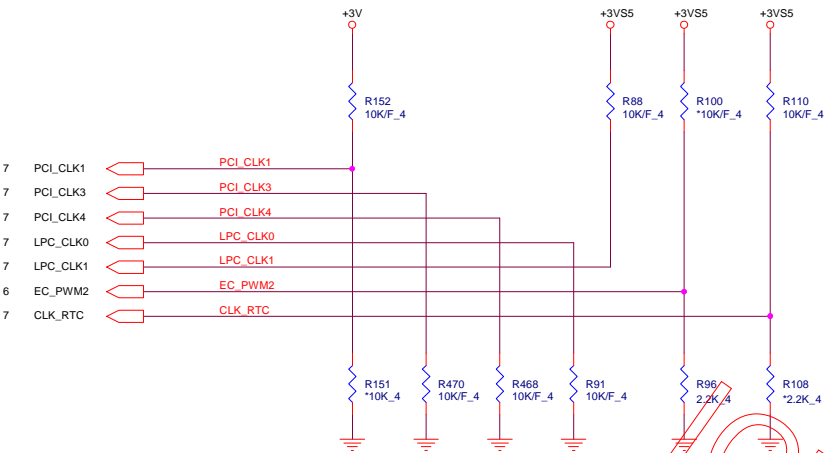 +3V +3VS5 +3VS5 +3VS5
R152 R88 R100 R110
10K/F_4 10K/F_4 *10K/F_4 10K/F_4
7 PCI_CLK1 PCI_CLK1
7 PCI_CLK3 PCI_CLK3
7 PCI_CLK4 PCI_CLK4
7 LPC_CLK0 LPC_CLK0
7 LPC_CLK1 LPC_CLK1
6 EC_PWM2 EC_PWM2
7 CLK_RTC CLK_RTC
R151 R470 R468 R91 R96 R108
*10K_4 10K/F_4 10K/F_4 10K/F_4 2.2K_4 *2.2K_4